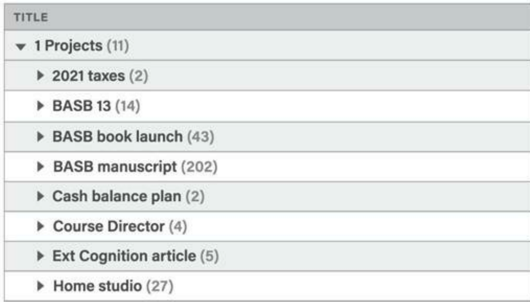 TITLE
1 Projects (11)
2021 taxes (2)
BASB 13 (14)
BASB book launch (43)
BASB manuscript (202)
Cash balance plan (2)
Course Director (4)
Ext Cognition article (5)
Home studio (27)